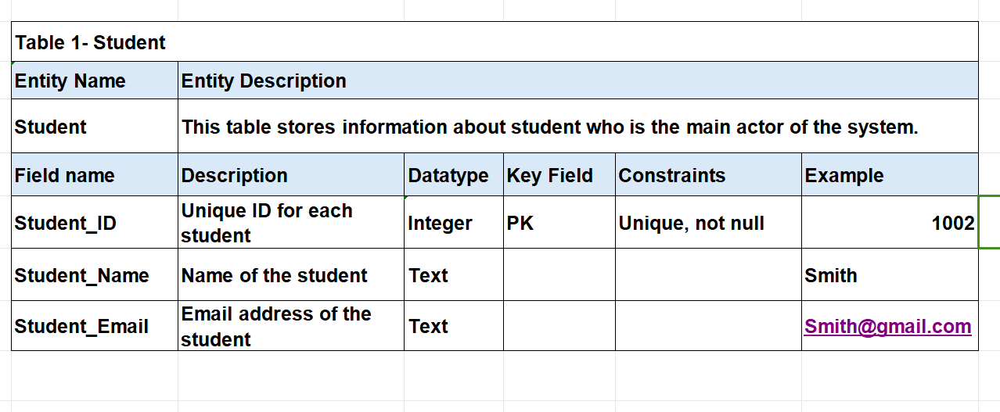 Table 1- Student
Entity Name Entity Description
Student This table stores information about student who is the main actor of the system.
Field name Description Datatype Key Field Constraints Example
Student_ID Unique ID for each student Integer PK Unique, not null 1002
Student_Name Name of the student Text Smith
Student_Email Email address of the student Text Smith@gmail.com